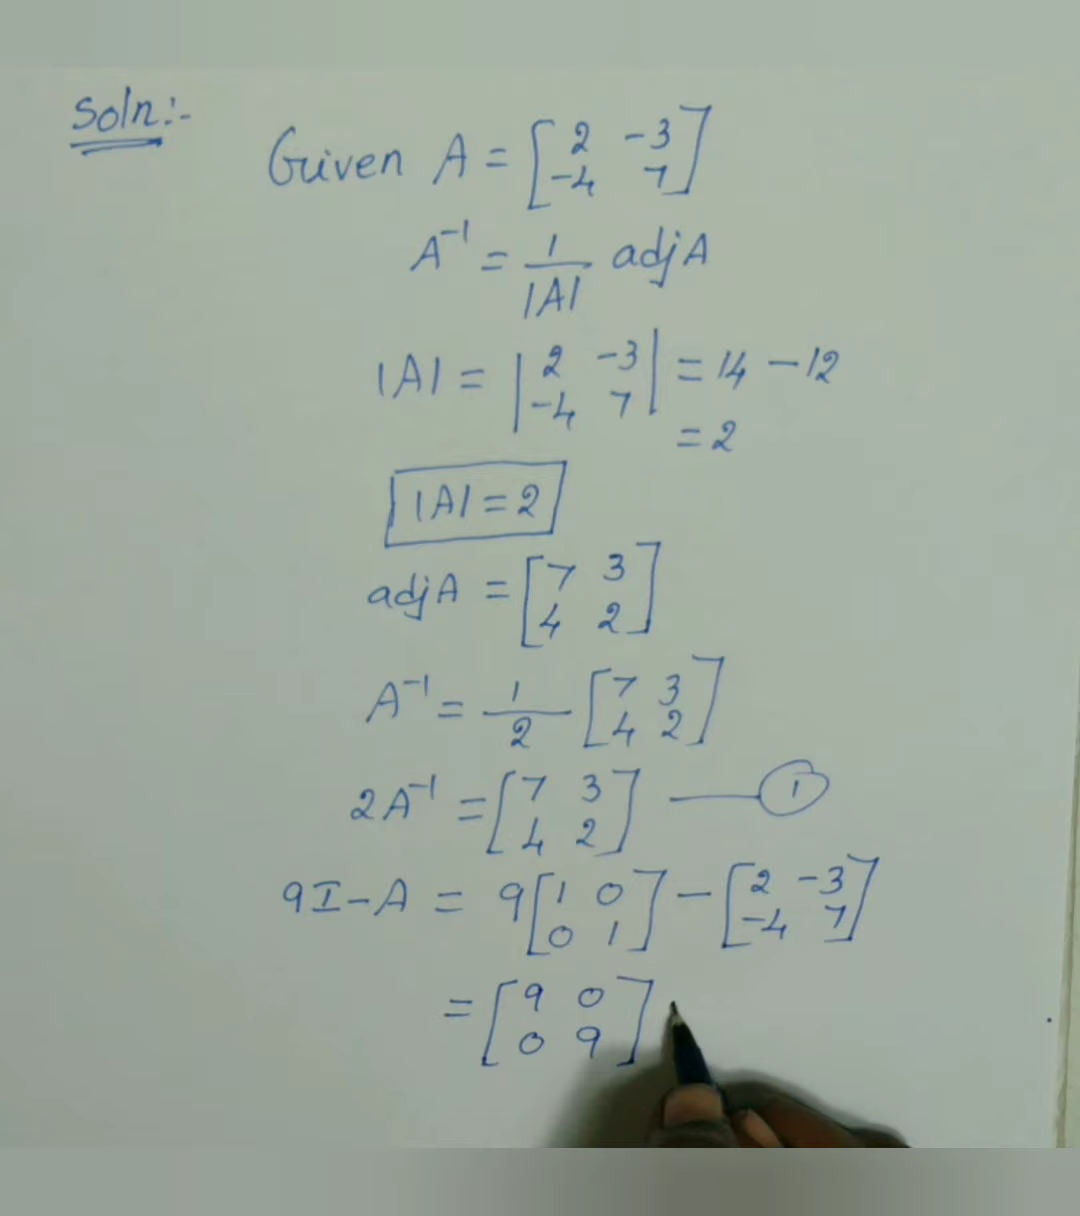 Soln:-
Given A = [2 -3
-4 7]
A⁻¹ = 1/|A| adjA
|A| = |2 -3
-4 7| = 14 - 12
= 2
|A| = 2
adjA = [7 3
4 2]
A⁻¹ = 1/2 [7 3
4 2]
2A⁻¹ = [7 3
4 2] —— ①
9I-A = 9[1 0
0 1] - [2 -3
-4 7]
= [9 0
0 9]